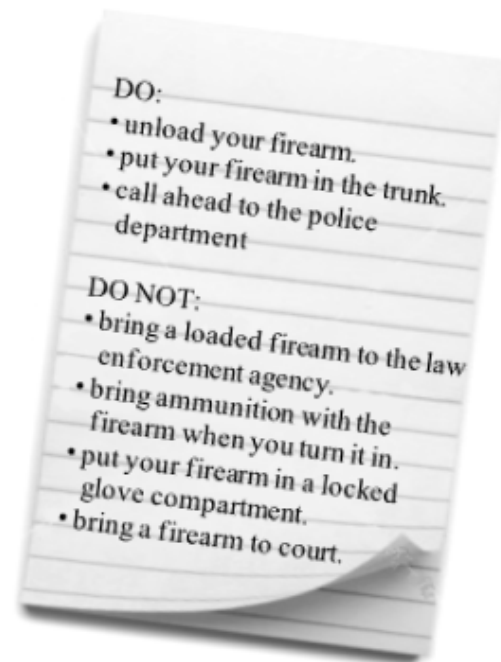 DO:
• unload your firearm.
• put your firearm in the trunk.
• call ahead to the police
department
DO NOT:
• bring a loaded firearm to the law
enforcement agency.
• bring ammunition with the
firearm when you turn it in.
• put your firearm in a locked
glove compartment.
• bring a firearm to court.